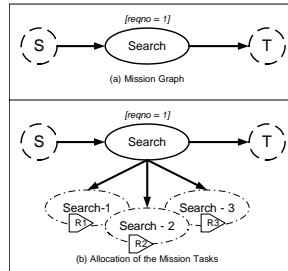 [reqno = 1]
S Search T
(a) Mission Graph
[reqno = 1]
S Search T
Search-1 Search - 2 Search - 3
R1 R2 R3
(b) Allocation of the Mission Tasks